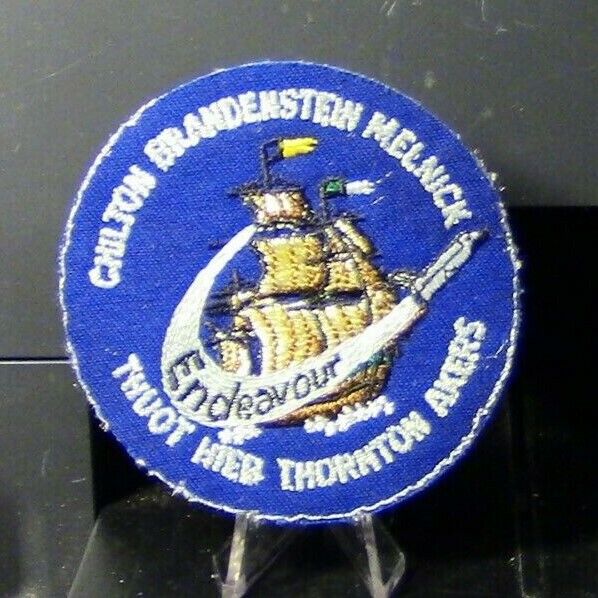 CHILTON BRANDENSTEIN MELNICK
Endeavour
THUOT HIEB THORNTON AKERS